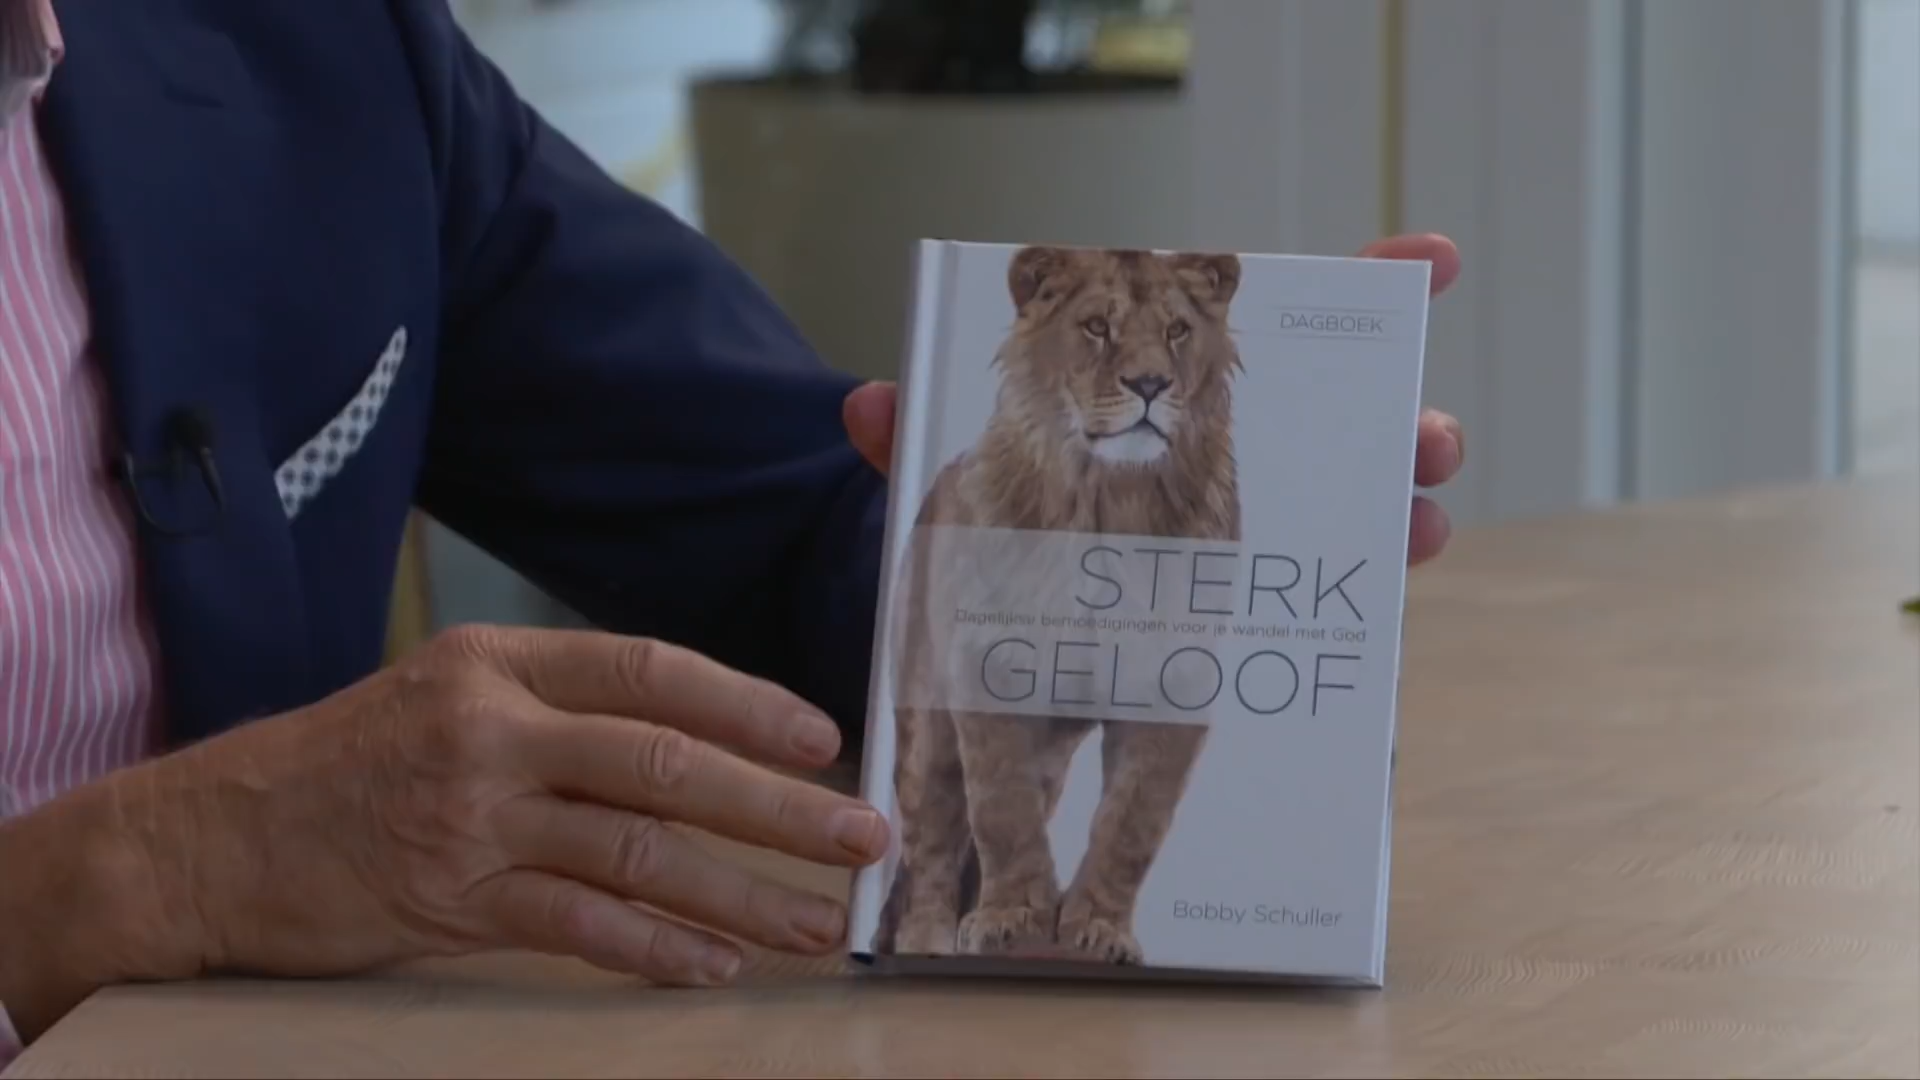 DAGBOEK
STERK
Dagelijkse bemoedigingen voor je wandel met God
GELOOF
Bobby Schuller